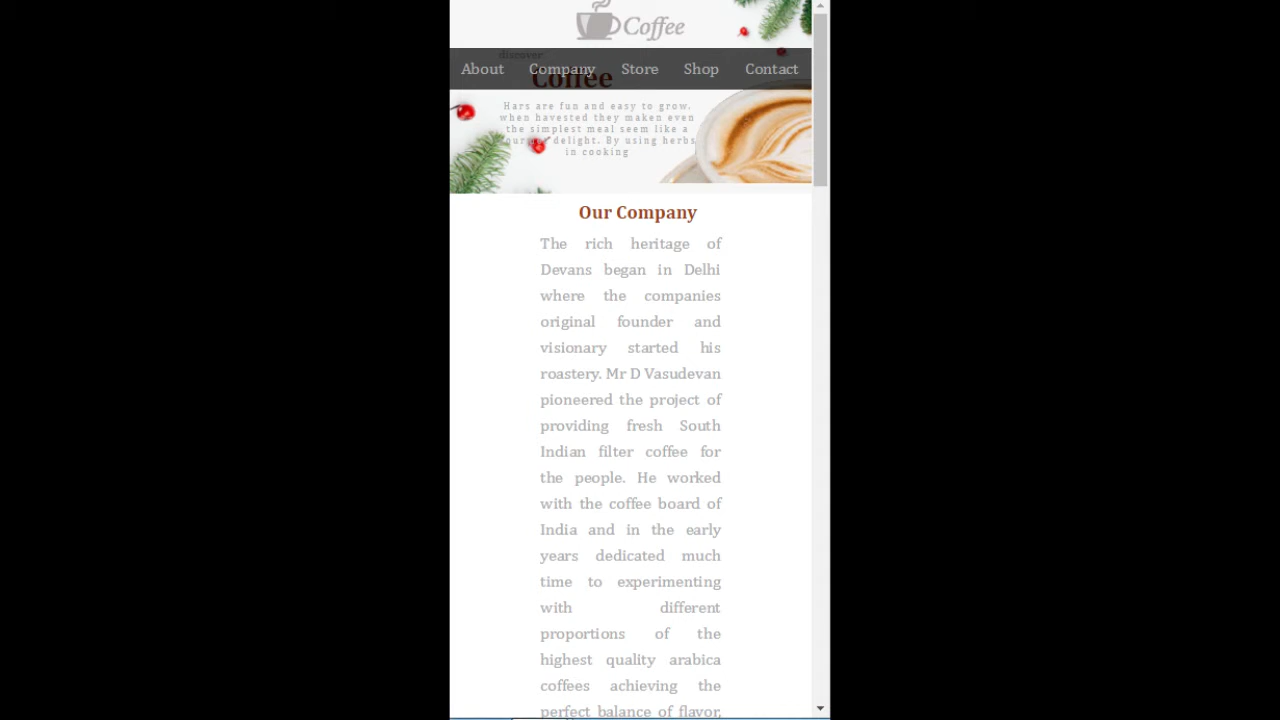 Coffee
discover
About Company Store Shop Contact
Coffee
Hars are fun and easy to grow.
when havested they maken even
the simplest meal seem like a
delight. By using herbs
in cooking
Our Company
The rich heritage of
Devans began in Delhi
where the companies
original founder and
visionary started his
roastery. Mr D Vasudevan
pioneered the project of
providing fresh South
Indian filter coffee for
the people. He worked
with the coffee board of
India and in the early
years dedicated much
time to experimenting
with different
proportions of the
highest quality arabica
coffees achieving the
perfect balance of flavor,